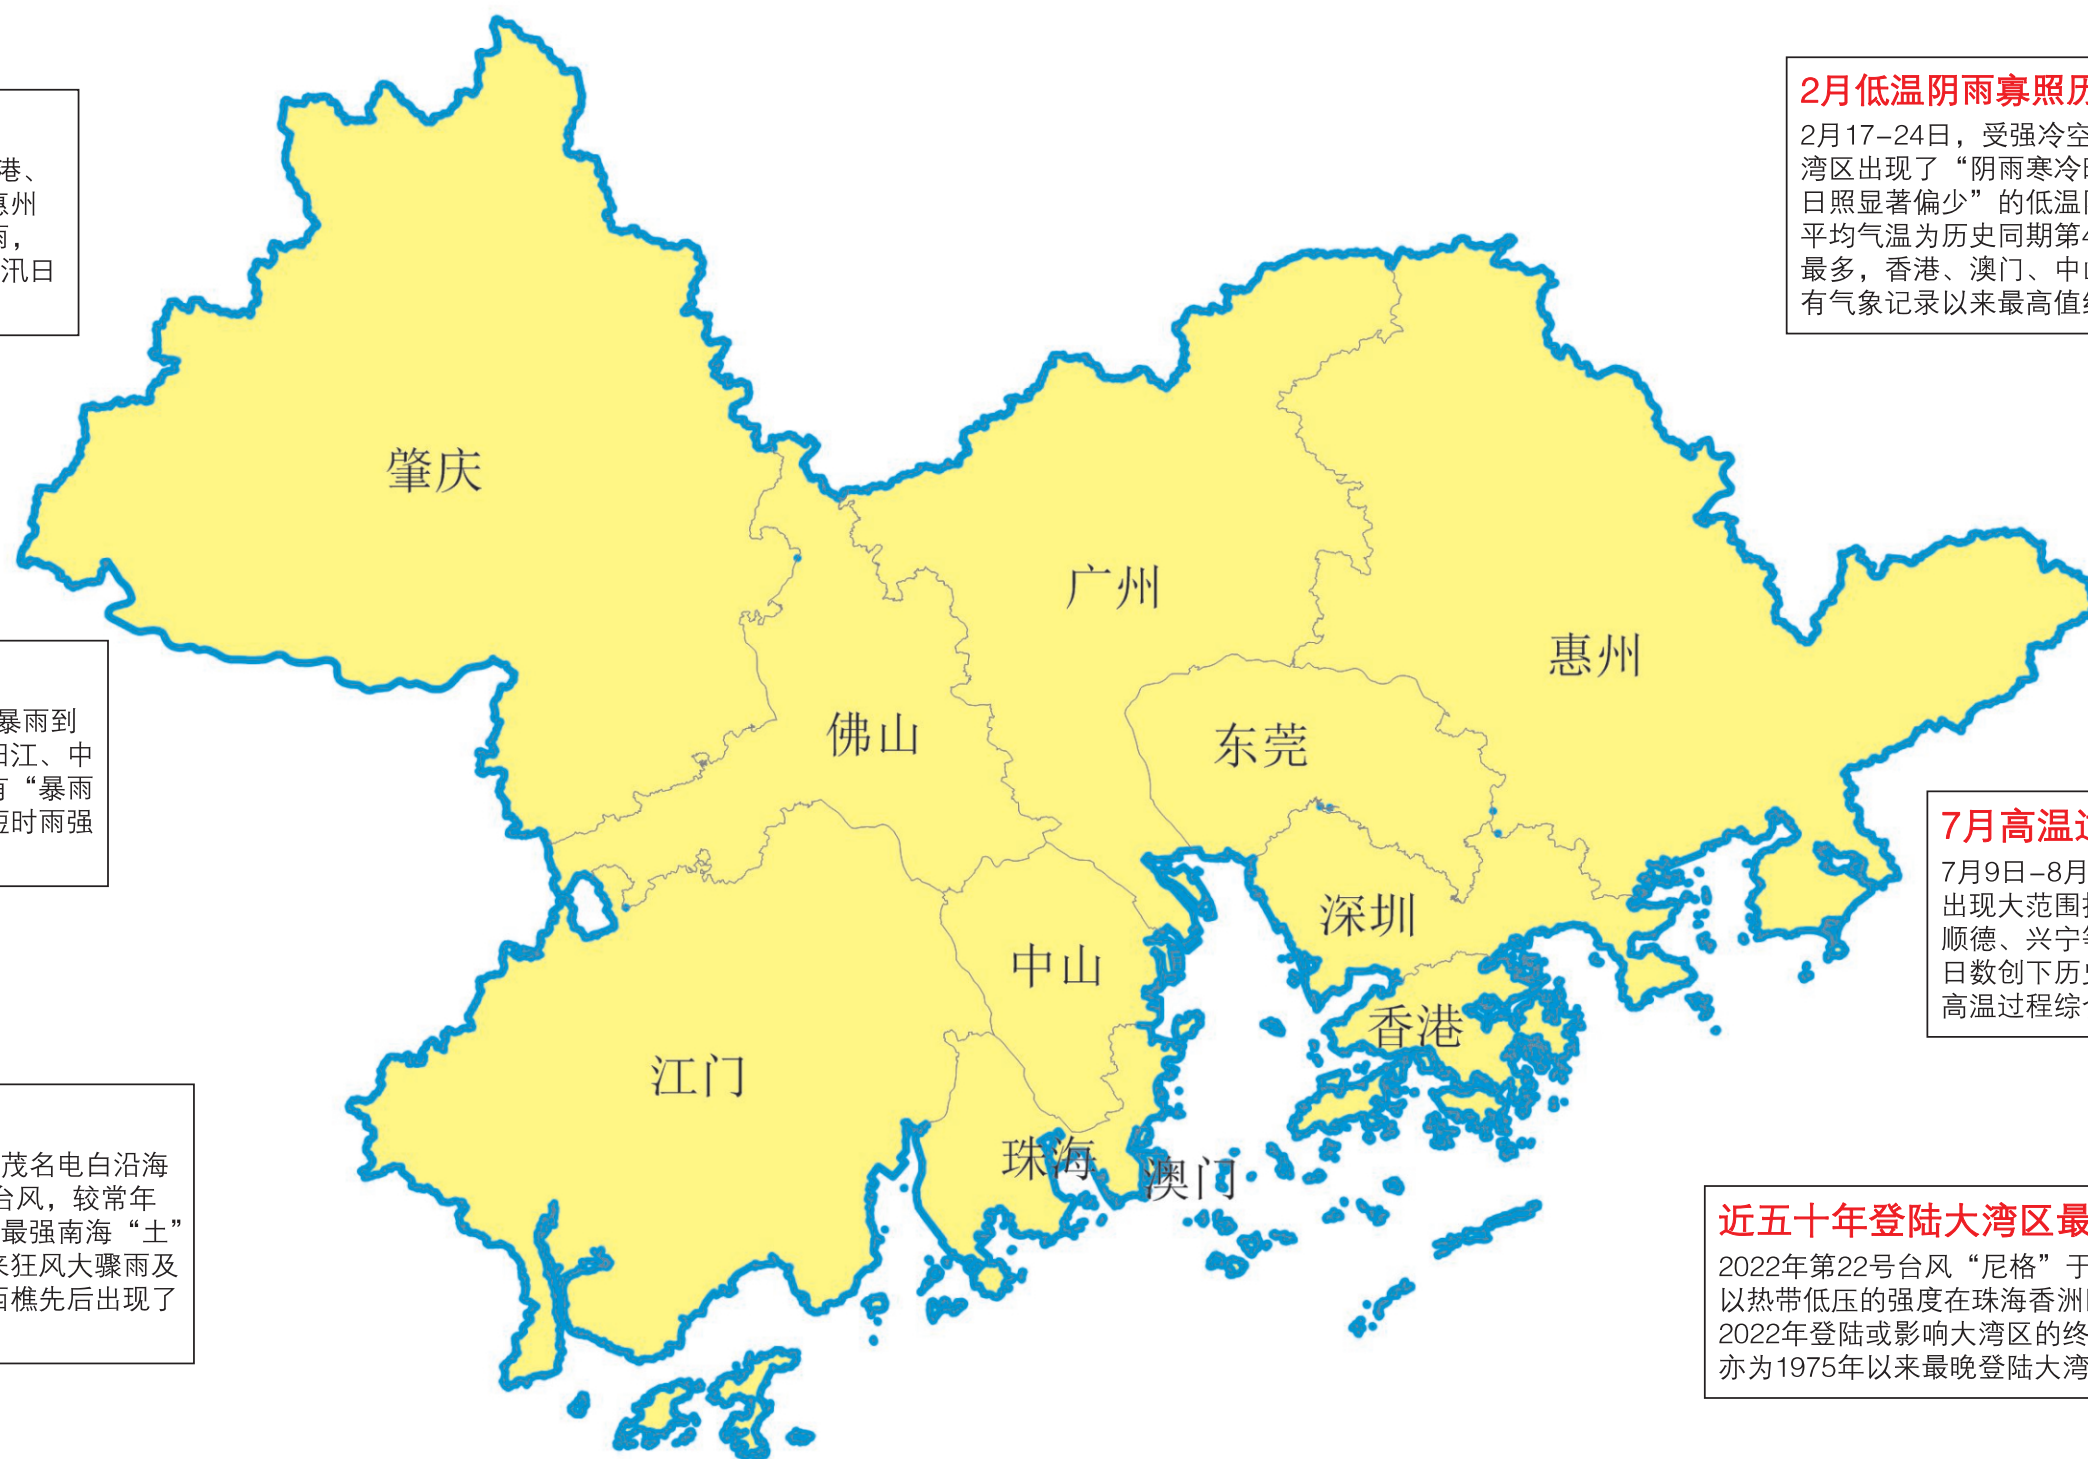 港、
惠州
雨，
汛日
暴雨到
阳江、中
有“暴雨
短时雨强
茂名电白沿海
台风，较常年
最强南海“土”
来狂风大骤雨及
西樵先后出现了
肇庆
广州
惠州
佛山
东莞
深圳
中山
香港
江门
珠海
澳门
2月低温阴雨寡照历
2月17-24日，受强冷空
湾区出现了“阴雨寒冷
日照显著偏少”的低温
平均气温为历史同期第4
最多，香港、澳门、中山
有气象记录以来最高值
7月高温过
7月9日-8月
出现大范围
顺德、兴宁
日数创下历史
高温过程综
近五十年登陆大湾区最
2022年第22号台风“尼格”于
以热带低压的强度在珠海香洲
2022年登陆或影响大湾区的终
亦为1975年以来最晚登陆大湾